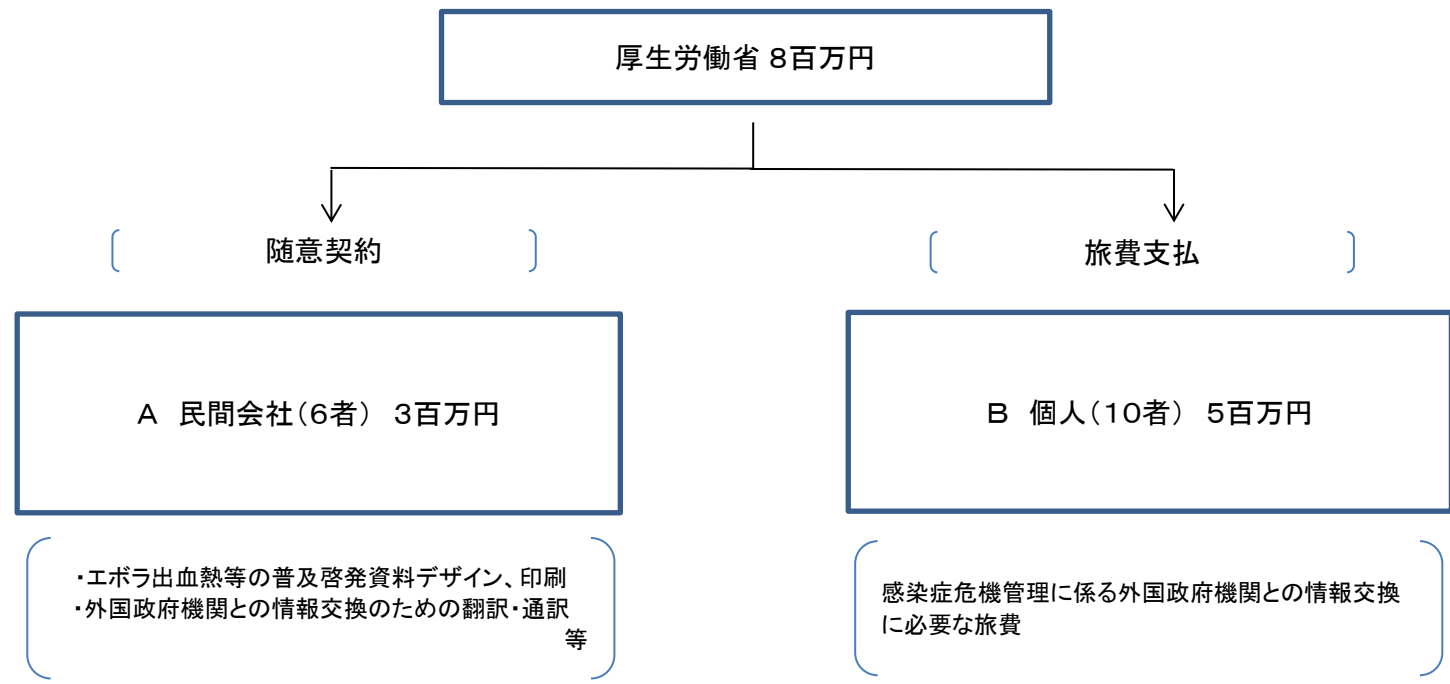 厚生労働省 8百万円
随意契約
旅費支払
A 民間会社(6者) 3百万円
B 個人(10者) 5百万円
・エボラ出血熱等の普及啓発資料デザイン、印刷
・外国政府機関との情報交換のための翻訳・通訳
等
感染症危機管理に係る外国政府機関との情報交換
に必要な旅費